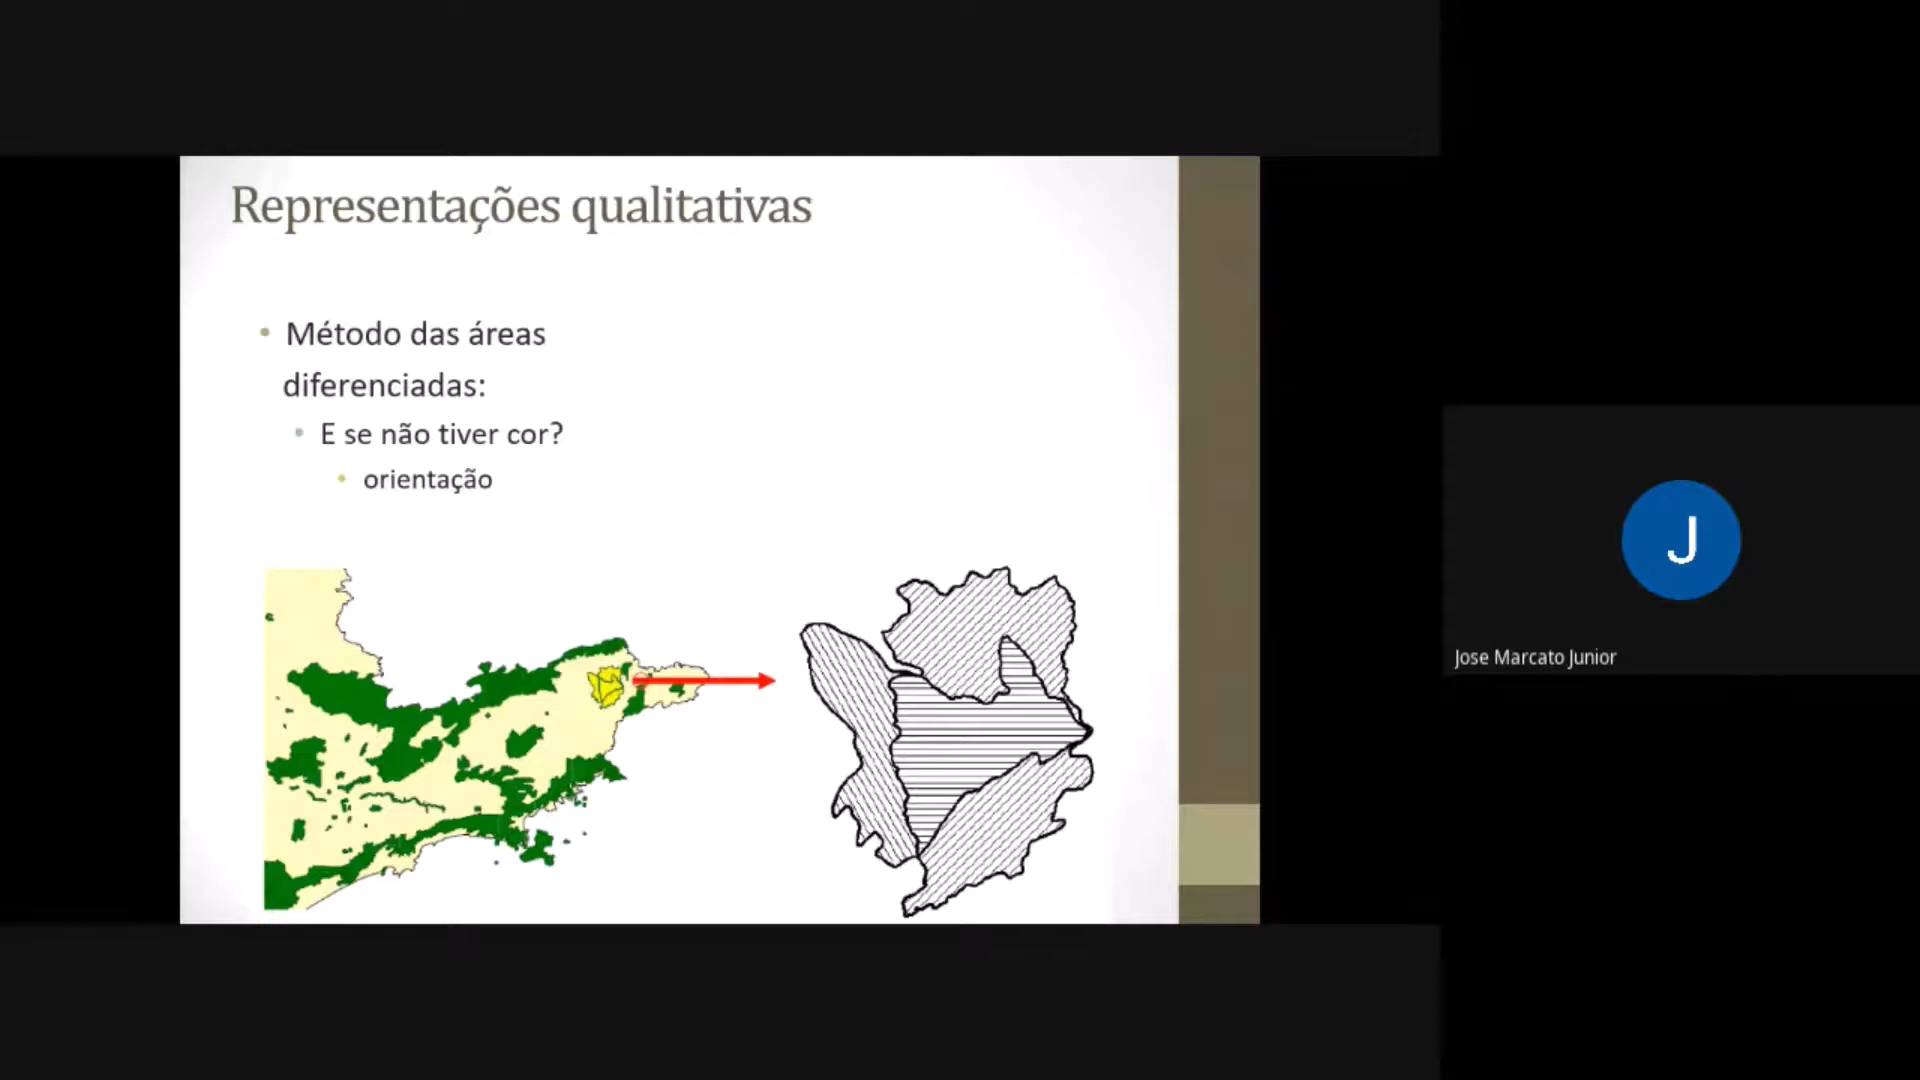 Representações qualitativas
• Método das áreas
diferenciadas:
• E se não tiver cor?
• orientação
J
Jose Marcato Junior